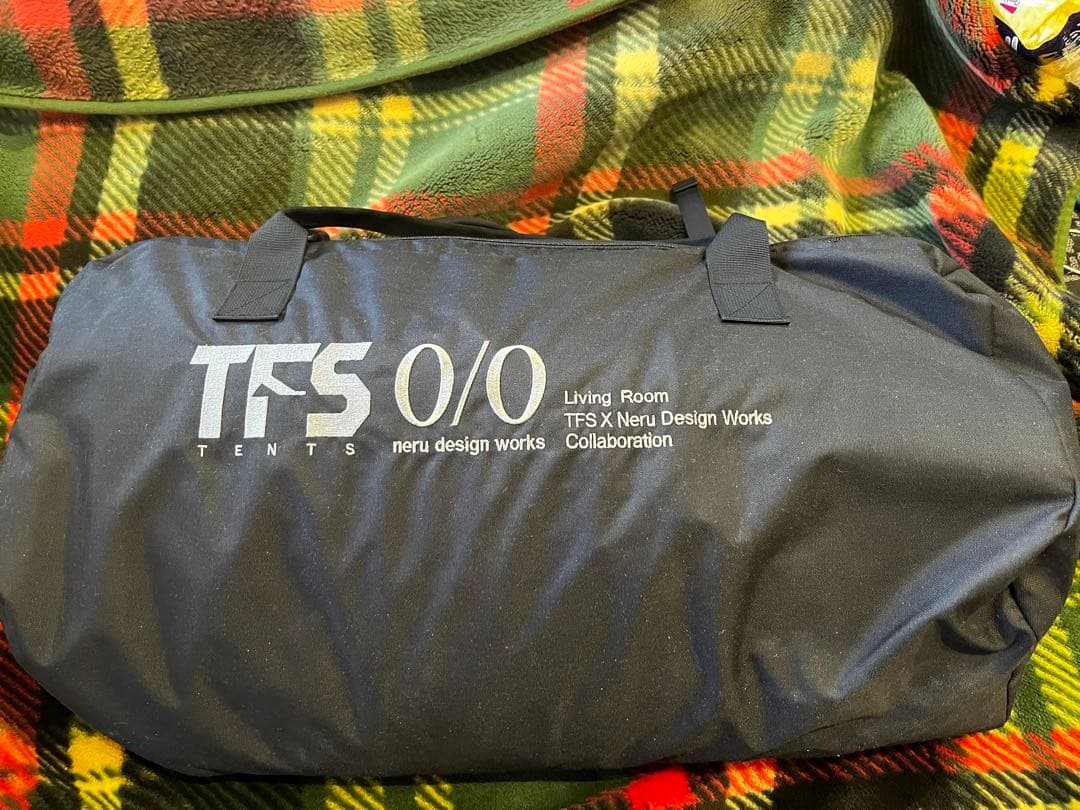 TFS
TENTS
0/0
neru design works
Living Room
TFS X Neru Design Works
Collaboration